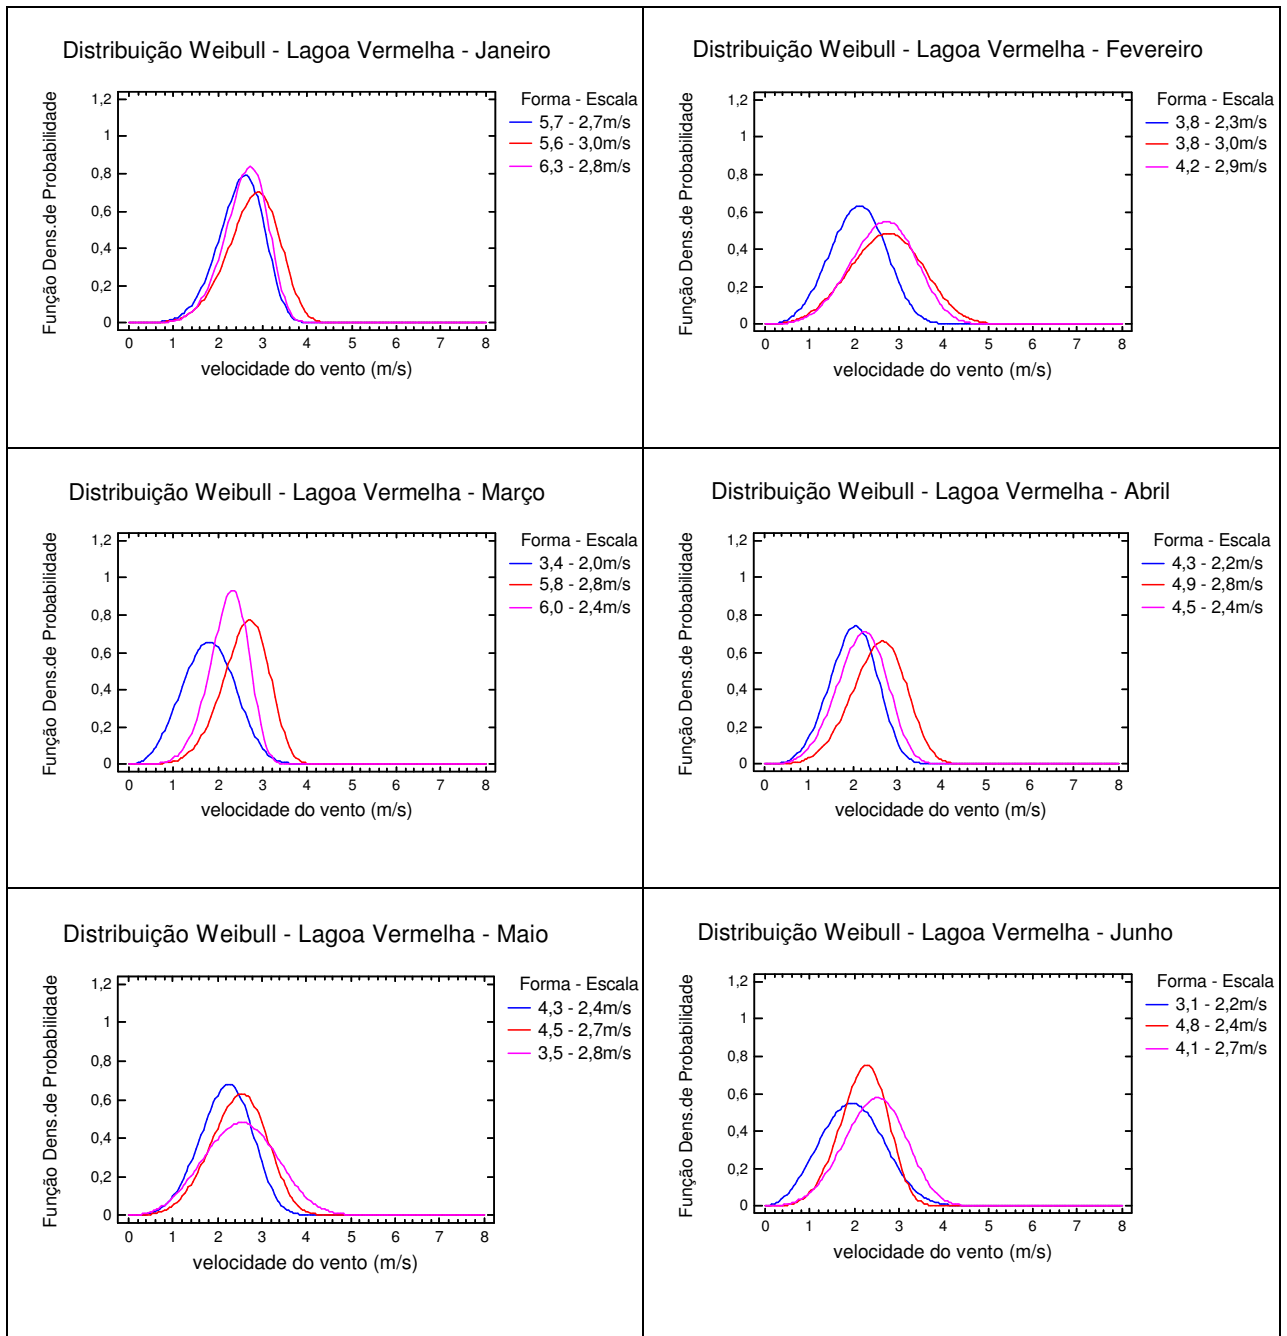 Distribuição Weibull - Lagoa Vermelha - Janeiro
Função Dens.de Probabilidade
1,2
1
0,8
0,6
0,4
0,2
0
0 1 2 3 4 5 6 7 8
velocidade do vento (m/s)
Forma - Escala
5,7 - 2,7m/s
5,6 - 3,0m/s
6,3 - 2,8m/s
Distribuição Weibull - Lagoa Vermelha - Fevereiro
Função Dens.de Probabilidade
1,2
1
0,8
0,6
0,4
0,2
0
0 1 2 3 4 5 6 7 8
velocidade do vento (m/s)
Forma - Escala
3,8 - 2,3m/s
3,8 - 3,0m/s
4,2 - 2,9m/s
Distribuição Weibull - Lagoa Vermelha - Março
Função Dens.de Probabilidade
1,2
1
0,8
0,6
0,4
0,2
0
0 1 2 3 4 5 6 7 8
velocidade do vento (m/s)
Forma - Escala
3,4 - 2,0m/s
5,8 - 2,8m/s
6,0 - 2,4m/s
Distribuição Weibull - Lagoa Vermelha - Abril
Função Dens.de Probabilidade
1,2
1
0,8
0,6
0,4
0,2
0
0 1 2 3 4 5 6 7 8
velocidade do vento (m/s)
Forma - Escala
4,3 - 2,2m/s
4,9 - 2,8m/s
4,5 - 2,4m/s
Distribuição Weibull - Lagoa Vermelha - Maio
Função Dens.de Probabilidade
1,2
1
0,8
0,6
0,4
0,2
0
0 1 2 3 4 5 6 7 8
velocidade do vento (m/s)
Forma - Escala
4,3 - 2,4m/s
4,5 - 2,7m/s
3,5 - 2,8m/s
Distribuição Weibull - Lagoa Vermelha - Junho
Função Dens.de Probabilidade
1,2
1
0,8
0,6
0,4
0,2
0
0 1 2 3 4 5 6 7 8
velocidade do vento (m/s)
Forma - Escala
3,1 - 2,2m/s
4,8 - 2,4m/s
4,1 - 2,7m/s